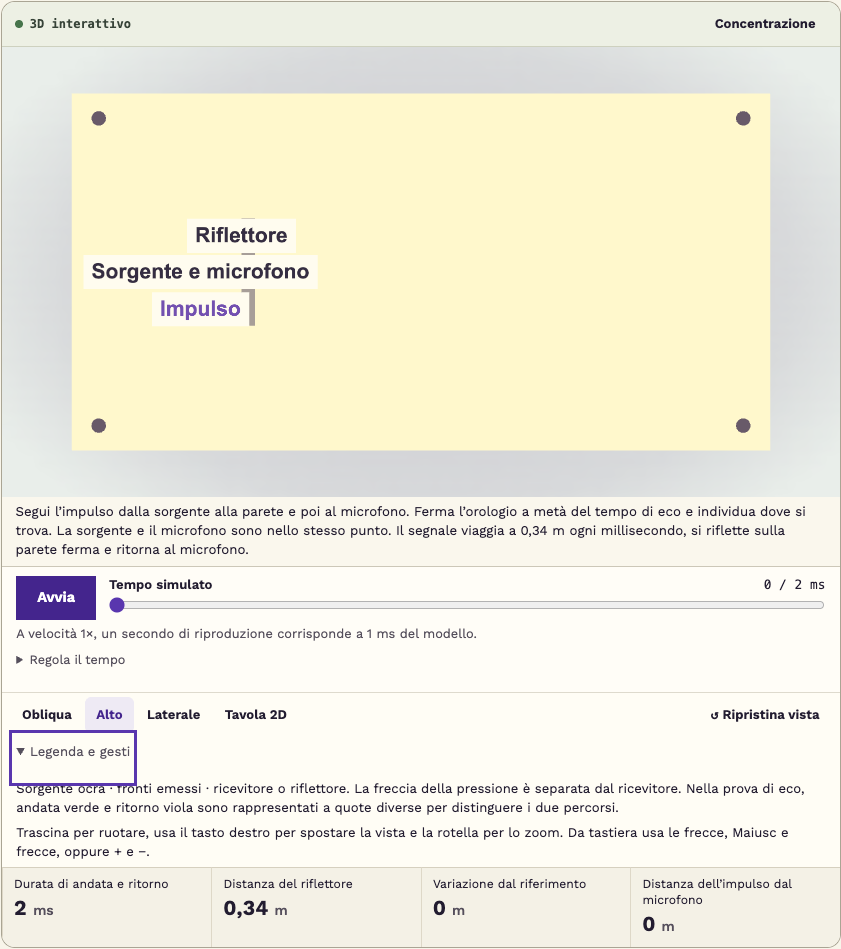 3D interattivo
Concentrazione
Riflettore
Sorgente e microfono
Impulso
Segui l’impulso dalla sorgente alla parete e poi al microfono. Ferma l’orologio a metà del tempo di eco e individua dove si
trova. La sorgente e il microfono sono nello stesso punto. Il segnale viaggia a 0,34 m ogni millisecondo, si riflette sulla
parete ferma e ritorna al microfono.
Avvia
Tempo simulato
0 / 2 ms
A velocità 1×, un secondo di riproduzione corrisponde a 1 ms del modello.
▶ Regola il tempo
Obliqua Alto Laterale Tavola 2D
↺ Ripristina vista
▼ Legenda e gesti
Sorgente ocra · fronti emessi · ricevitore o riflettore. La freccia della pressione è separata dal ricevitore. Nella prova di eco,
andata verde e ritorno viola sono rappresentati a quote diverse per distinguere i due percorsi.
Trascina per ruotare, usa il tasto destro per spostare la vista e la rotella per lo zoom. Da tastiera usa le frecce, Maiusc e
frecce, oppure + e −.
Durata di andata e ritorno
2 ms
Distanza del riflettore
0,34 m
Variazione dal riferimento
0 m
Distanza dell’impulso dal
microfono
0 m